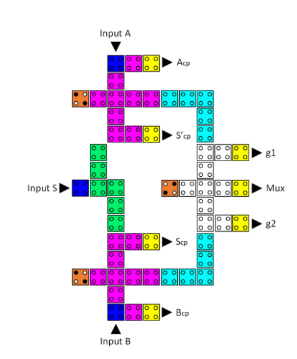 Input A
Acp
S'cp
g1
Input S
Mux
g2
Scp
Bcp
Input B